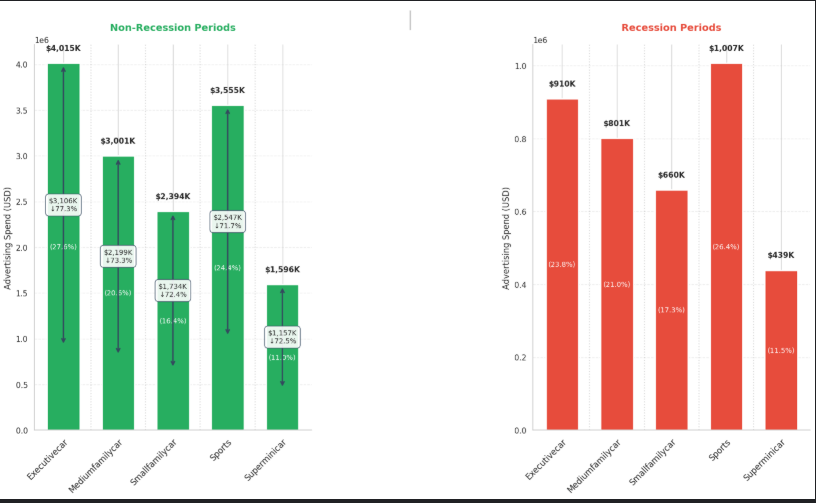 Non-Recession Periods
1e6
Advertising Spend (USD)
4.0
3.5
3.0
2.5
2.0
1.5
1.0
0.5
0.0
$4,015K
$3,106K
↓77.3%
(27.6%)
$3,001K
$2,199K
↓73.3%
(20.6%)
$2,394K
$1,734K
↓72.4%
(16.4%)
$3,555K
$2,547K
↓71.7%
(24.4%)
$1,596K
$1,157K
↓72.5%
(11.0%)
Executivecar
Mediumfamilycar
Smallfamilycar
Sports
Superminicar
Recession Periods
1e6
Advertising Spend (USD)
1.0
0.8
0.6
0.4
0.2
0.0
$910K
(23.8%)
$801K
(21.0%)
$660K
(17.3%)
$1,007K
(26.4%)
$439K
(11.5%)
Executivecar
Mediumfamilycar
Smallfamilycar
Sports
Superminicar